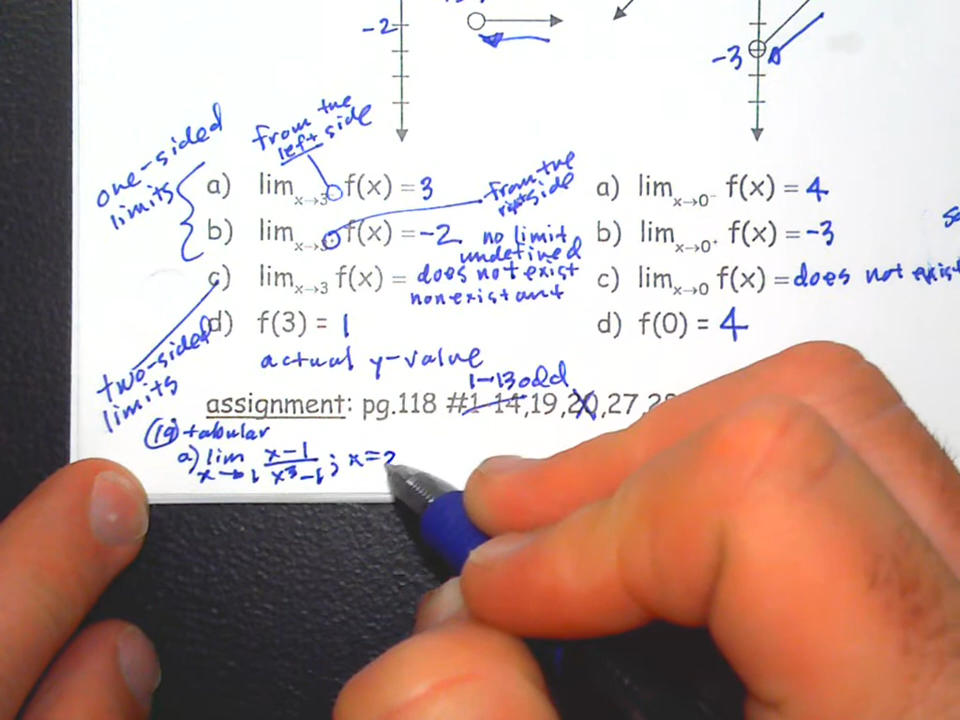 -2
-3
one-sided
limits
from the
left side
a) lim x→3 f(x) = 3
from the
right side
b) lim x→3 f(x) = -2
no limit
undefined
c) lim x→3 f(x) = does not exist
nonexistant
d) f(3) = 1
actual y-value
two-sided
limits
a) lim x→0⁻ f(x) = 4
b) lim x→0⁺ f(x) = -3
c) lim x→0 f(x) = does not exist
d) f(0) = 4
1-13 odd
assignment: pg.118 #1-14,19,20,27,
(19) tabular
a) lim x→1 x-1/x³-1; x=2